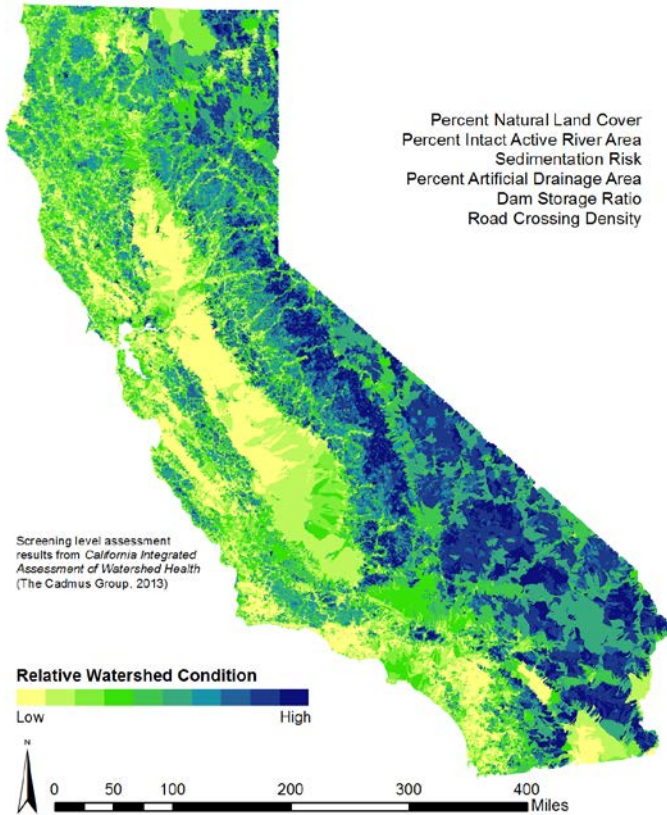 Percent Natural Land Cover
Percent Intact Active River Area
Sedimentation Risk
Percent Artificial Drainage Area
Dam Storage Ratio
Road Crossing Density
Screening level assessment
results from California Integrated
Assessment of Watershed Health
(The Cadmus Group. 2013)
Relative Watershed Condition
Low High
N
0 50 100 200 300 400
Miles